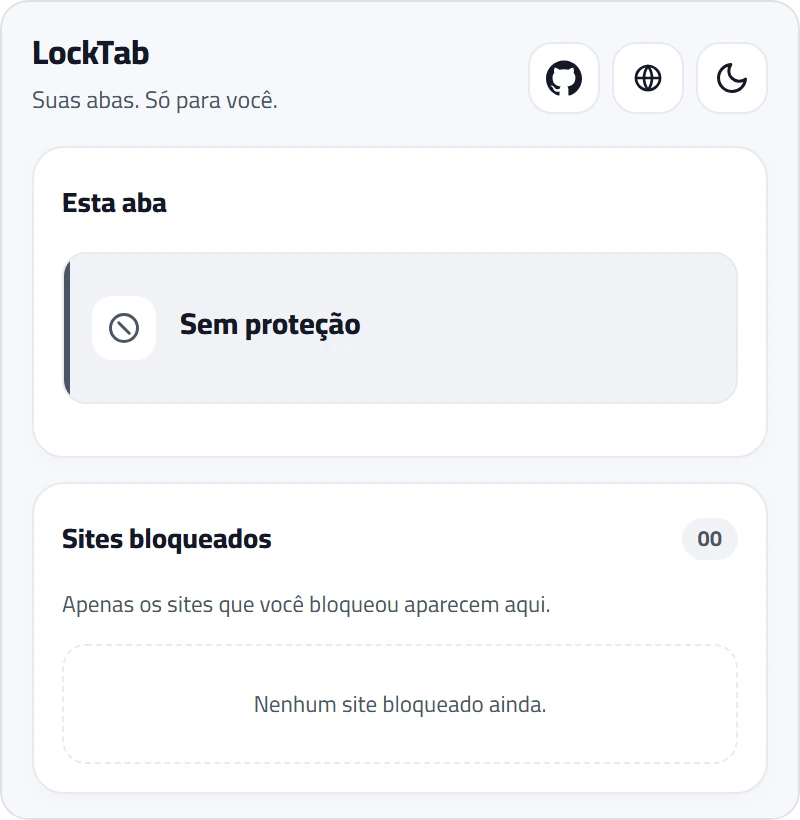 LockTab
Suas abas. Só para você.
Esta aba
Sem proteção
Sites bloqueados
00
Apenas os sites que você bloqueou aparecem aqui.
Nenhum site bloqueado ainda.